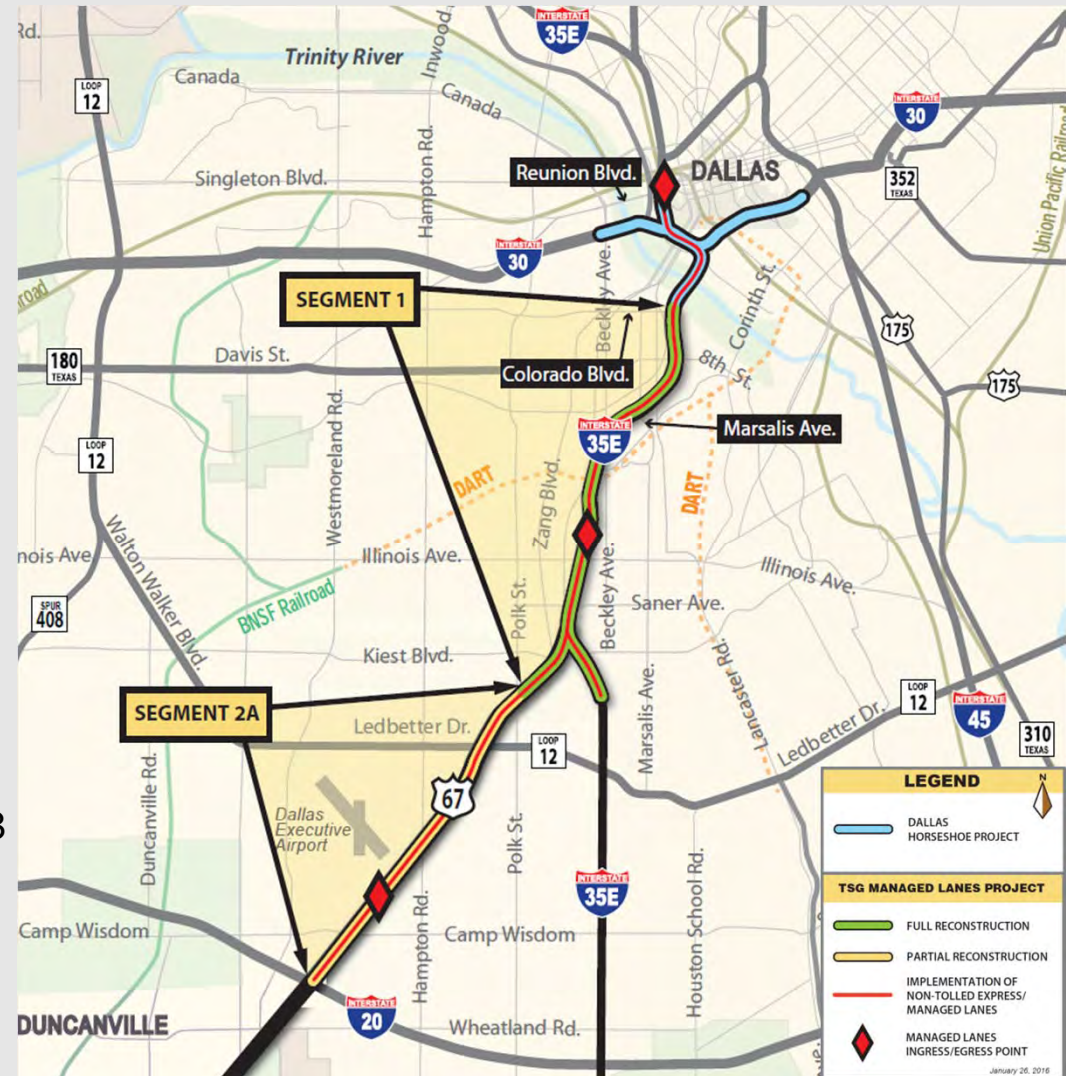 Rd.
INTERSTATE
35E
Inwood
Trinity River
LOOP
12
Canada
Canada
INTERSTATE
30
Hampton Rd.
Reunion Blvd.
DALLAS
352
TEXAS
Singleton Blvd.
Union Pacific Railroad
INTERSTATE
30
Beckley Ave.
Corinth St.
SEGMENT 1
road
175
180
TEXAS
Davis St.
Colorado Blvd.
8th St.
175
Westmoreland Rd.
INTERSTATE
35E
Marsalis Ave.
LOOP
12
DART
Zang Blvd.
DART
Walton Walker Blvd.
nois Ave.
Illinois Ave.
Beckley Ave.
Illinois Ave.
SPUR
408
BNSF Railroad
Polk St.
Saner Ave.
Kiest Blvd.
Marsalis Ave.
Lancaster Rd.
SEGMENT 2A
LOOP
12
INTERSTATE
45
Ledbetter Dr.
Ledbetter Dr.
310
TEXAS
LOOP
12
Duncanville Rd.
67
Dallas
Executive
Airport
Polk St.
3
Hampton Rd.
INTERSTATE
35E
Houston School Rd.
Camp Wisdom
Camp Wisdom
INTERSTATE
20
DUNCANVILLE
Wheatland Rd.
LEGEND
N
DALLAS
HORSESHOE PROJECT
TSG MANAGED LANES PROJECT
FULL RECONSTRUCTION
PARTIAL RECONSTRUCTION
IMPLEMENTATION OF
NON-TOLLED EXPRESS/
MANAGED LANES
MANAGED LANES
INGRESS/EGRESS POINT
January 26, 2016